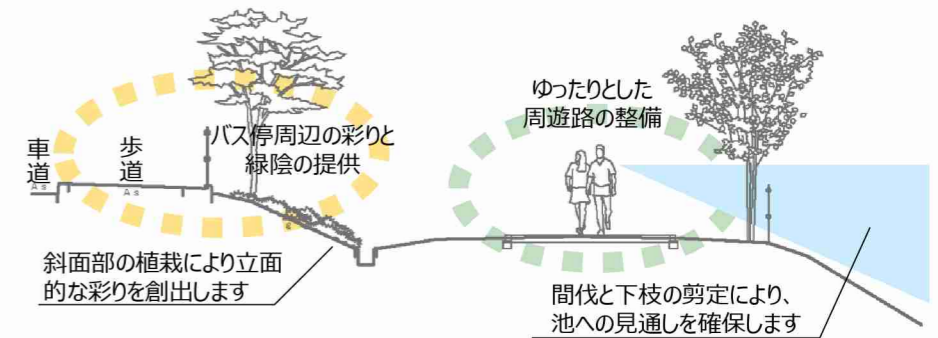 車道
As
歩道
As
バス停周辺の彩りと
緑陰の提供
斜面部の植栽により立面
的な彩りを創出します
ゆったりとした
周遊路の整備
間伐と下枝の剪定により、
池への見通しを確保します